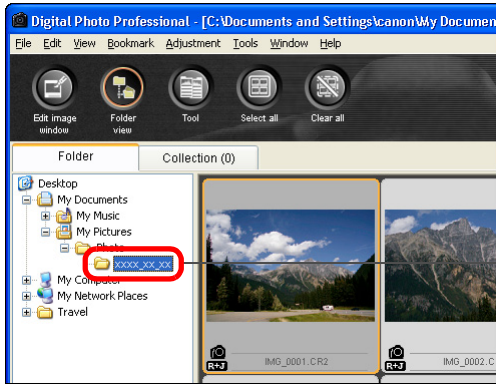 Digital Photo Professional - [C:\Documents and Settings\canon\My Documen
File Edit View Bookmark Adjustment Tools Window Help
Edit image window
Folder view
Tool
Select all
Clear all
Folder
Collection (0)
Desktop
My Documents
My Music
My Pictures
Photo
xxxx_xx_xx
My Computer
My Network Places
Travel
R+J
IMG_0001.CR2
R+J
IMG_0002.C